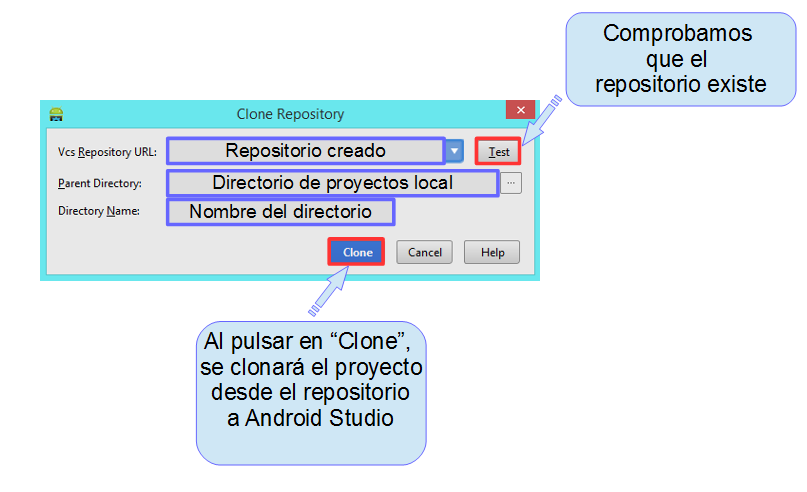 Comprobamos
que el
repositorio existe
Clone Repository
Vcs Repository URL:
Repositorio creado
Test
Parent Directory:
Directorio de proyectos local
...
Directory Name:
Nombre del directorio
Clone
Cancel
Help
Al pulsar en “Clone”,
se clonará el proyecto
desde el repositorio
a Android Studio